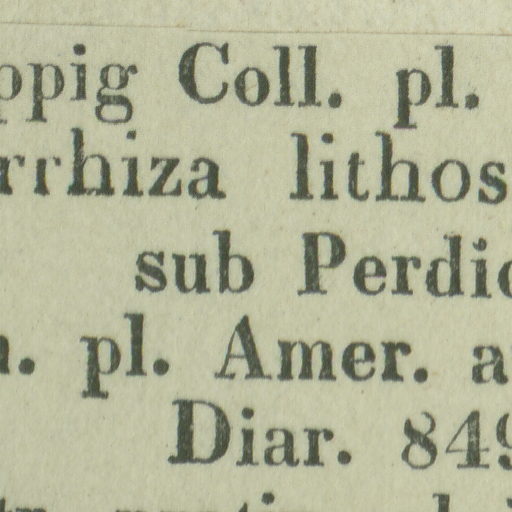 ppig Coll. pl.
rrhiza lithos
sub Perdic
n. pl. Amer. a
Diar. 849